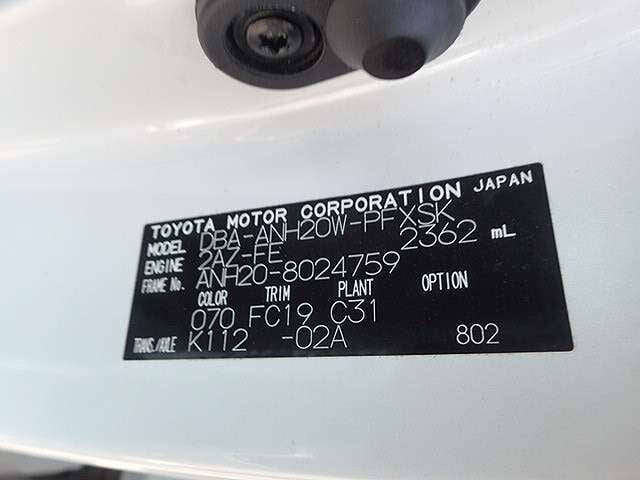 TOYOTA MOTOR CORPORATION JAPAN
MODEL DBA-ANH20W-PFXSK
ENGINE 2AZ-FE 2362 mL
FRAME No. ANH20-8024759
COLOR TRIM PLANT OPTION
070 FC19 C31
TRANS./AXLE K112 -02A 802